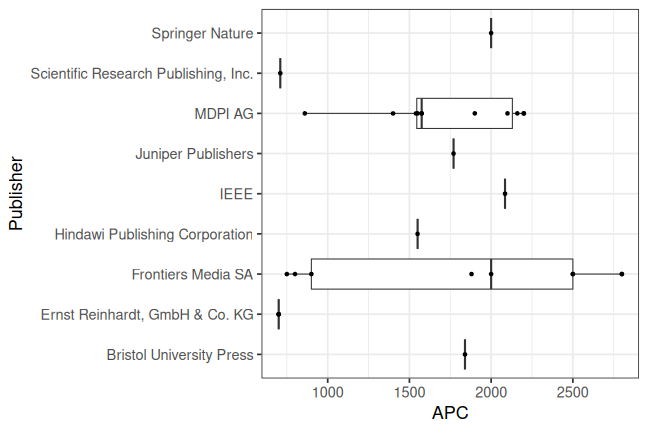 Publisher
Springer Nature
Scientific Research Publishing, Inc.
MDPI AG
Juniper Publishers
IEEE
Hindawi Publishing Corporation
Frontiers Media SA
Ernst Reinhardt, GmbH & Co. KG
Bristol University Press
1000 1500 2000 2500
APC